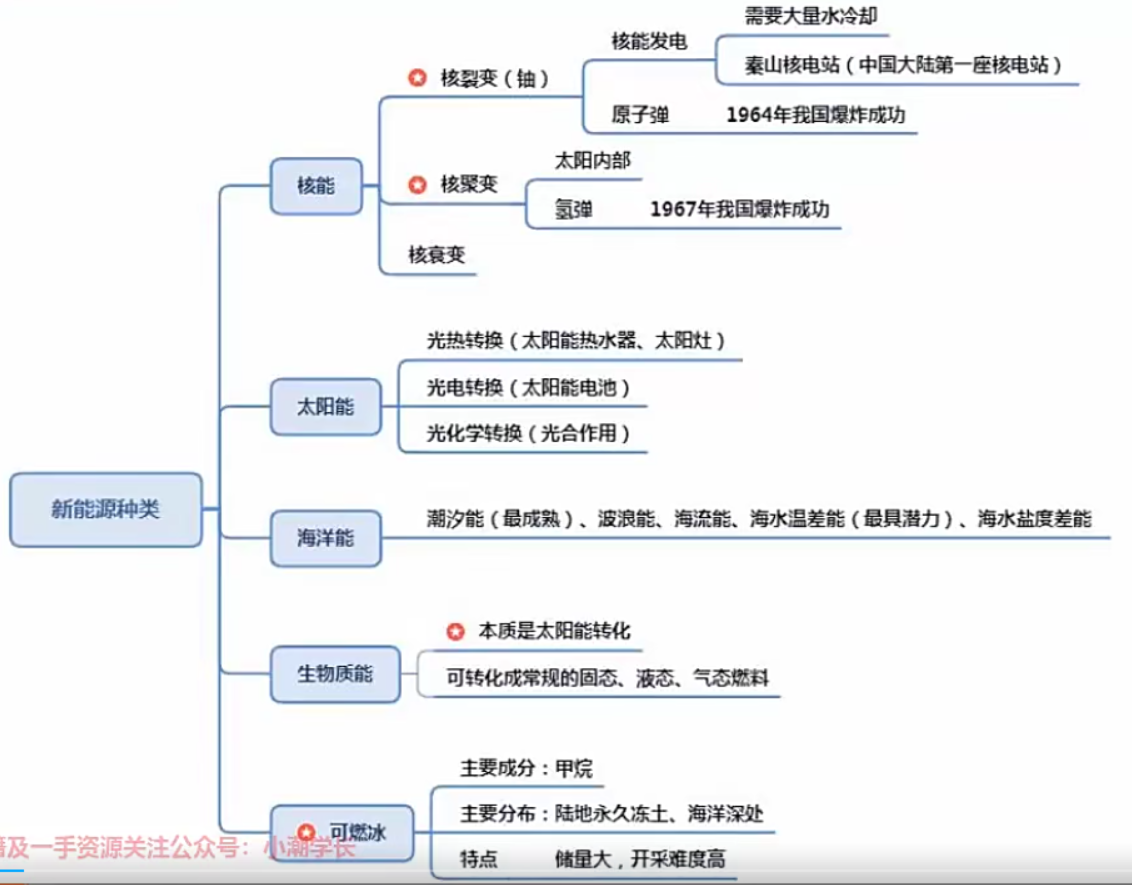 需要大量水冷却
核能发电
秦山核电站（中国大陆第一座核电站）
核裂变（铀）
原子弹 1964年我国爆炸成功
太阳内部
核能
核聚变
氢弹 1967年我国爆炸成功
核衰变
光热转换（太阳能热水器、太阳灶）
光电转换（太阳能电池）
太阳能
光化学转换（光合作用）
新能源种类
潮汐能（最成熟）、波浪能、海流能、海水温差能（最具潜力）、海水盐度差能
海洋能
本质是太阳能转化
生物质能
可转化成常规的固态、液态、气态燃料
主要成分：甲烷
主要分布：陆地永久冻土、海洋深处
可燃冰
特点 储量大，开采难度高
及一手资源关注公众号：小潮学长